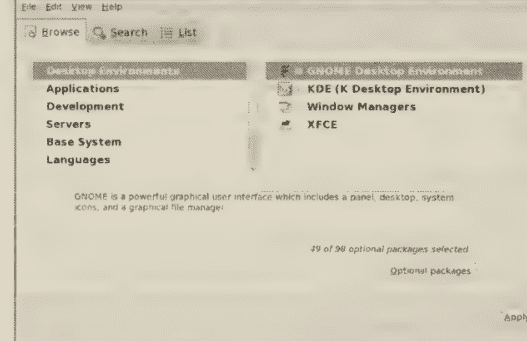 File Edit View Help
Browse Search List
Desktop Environments
Applications
Development
Servers
Base System
Languages
GNOME Desktop Environment
KDE (K Desktop Environment)
Window Managers
XFCE
GNOME is a powerful graphical user interface which includes a panel, desktop, system
icons, and a graphical file manager
49 of 98 optional packages selected
Optional packages
Apply